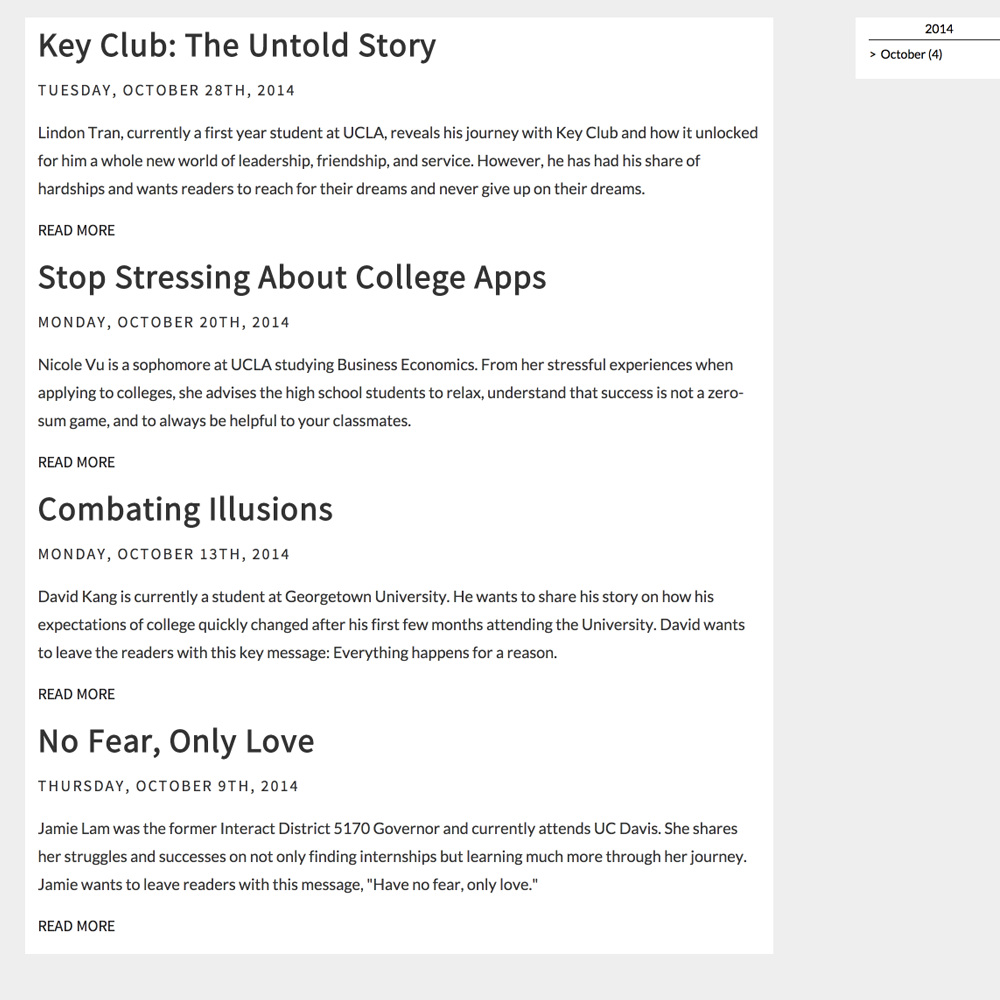 Key Club: The Untold Story
TUESDAY, OCTOBER 28TH, 2014
Lindon Tran, currently a first year student at UCLA, reveals his journey with Key Club and how it unlocked
for him a whole new world of leadership, friendship, and service. However, he has had his share of
hardships and wants readers to reach for their dreams and never give up on their dreams.
READ MORE
Stop Stressing About College Apps
MONDAY, OCTOBER 20TH, 2014
Nicole Vu is a sophomore at UCLA studying Business Economics. From her stressful experiences when
applying to colleges, she advises the high school students to relax, understand that success is not a zero-
sum game, and to always be helpful to your classmates.
READ MORE
Combating Illusions
MONDAY, OCTOBER 13TH, 2014
David Kang is currently a student at Georgetown University. He wants to share his story on how his
expectations of college quickly changed after his first few months attending the University. David wants
to leave the readers with this key message: Everything happens for a reason.
READ MORE
No Fear, Only Love
THURSDAY, OCTOBER 9TH, 2014
Jamie Lam was the former Interact District 5170 Governor and currently attends UC Davis. She shares
her struggles and successes on not only finding internships but learning much more through her journey.
Jamie wants to leave readers with this message, "Have no fear, only love."
READ MORE
2014
> October (4)